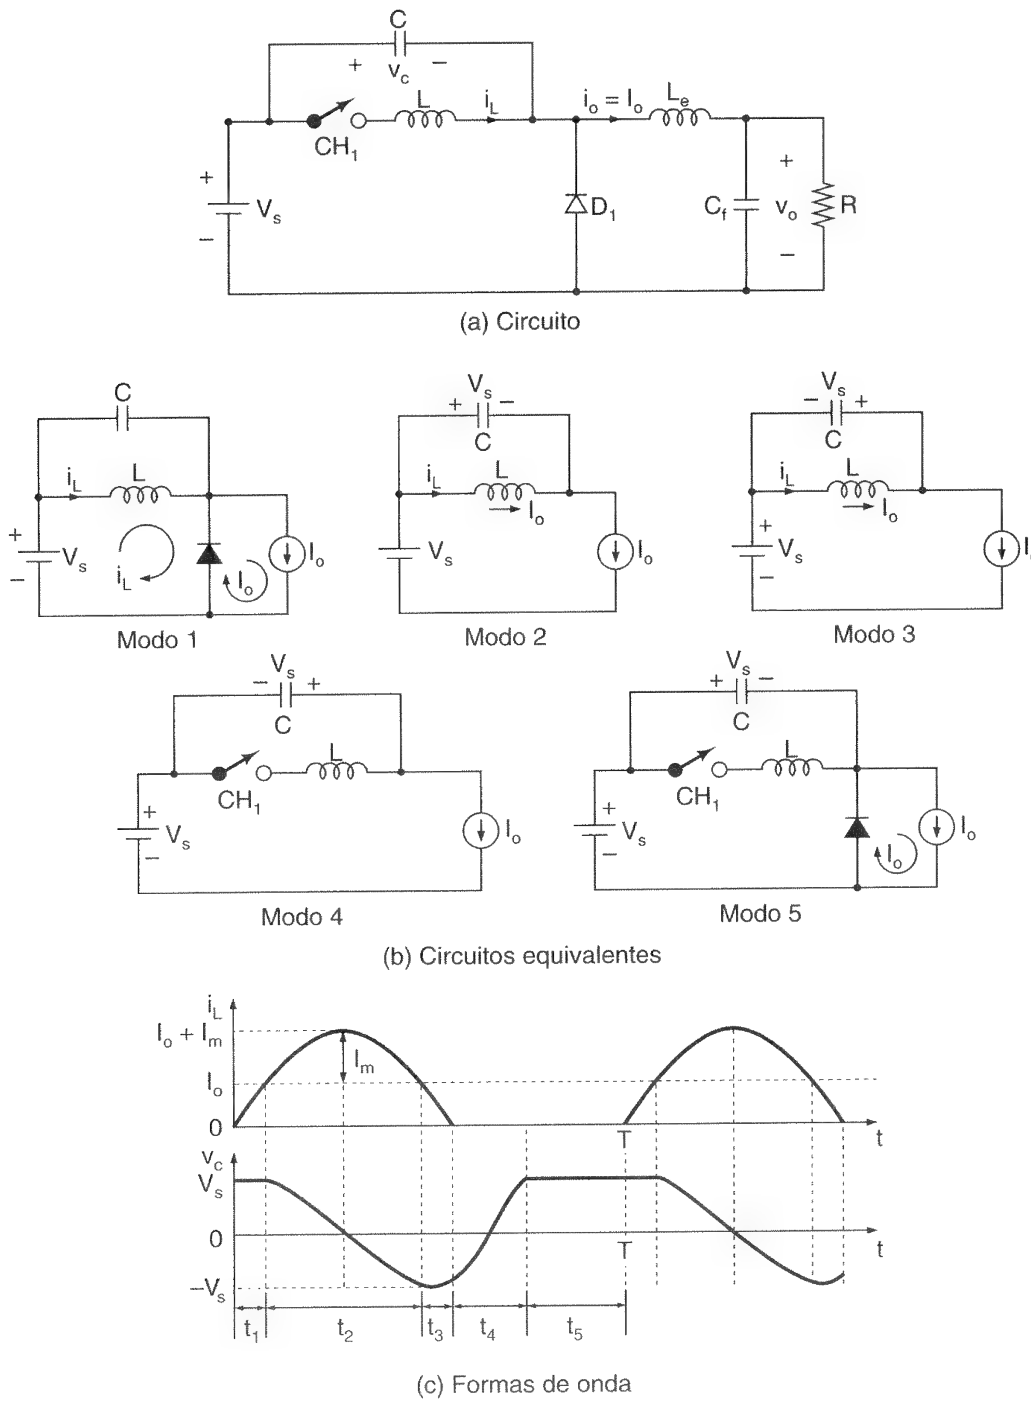 C
+ v_c −
L i_L i_o = I_o L_e
CH_1
+ V_s −
D_1 C_f + v_o − R
(a) Circuito
C
i_L L
+ V_s −
i_L I_o I_o
Modo 1
V_s
+ −
C
i_L L
I_o
V_s I_o
Modo 2
V_s
− +
C
i_L L
I_o
+ V_s − I
Modo 3
V_s
− +
C
L
CH_1
+ V_s − I_o
Modo 4
V_s
+ −
C
L
CH_1
+ V_s − I_o I_o
Modo 5
(b) Circuitos equivalentes
i_L
I_o + I_m
I_m
I_o
0 T t
v_c
V_s
0 T t
−V_s
t_1 t_2 t_3 t_4 t_5
(c) Formas de onda